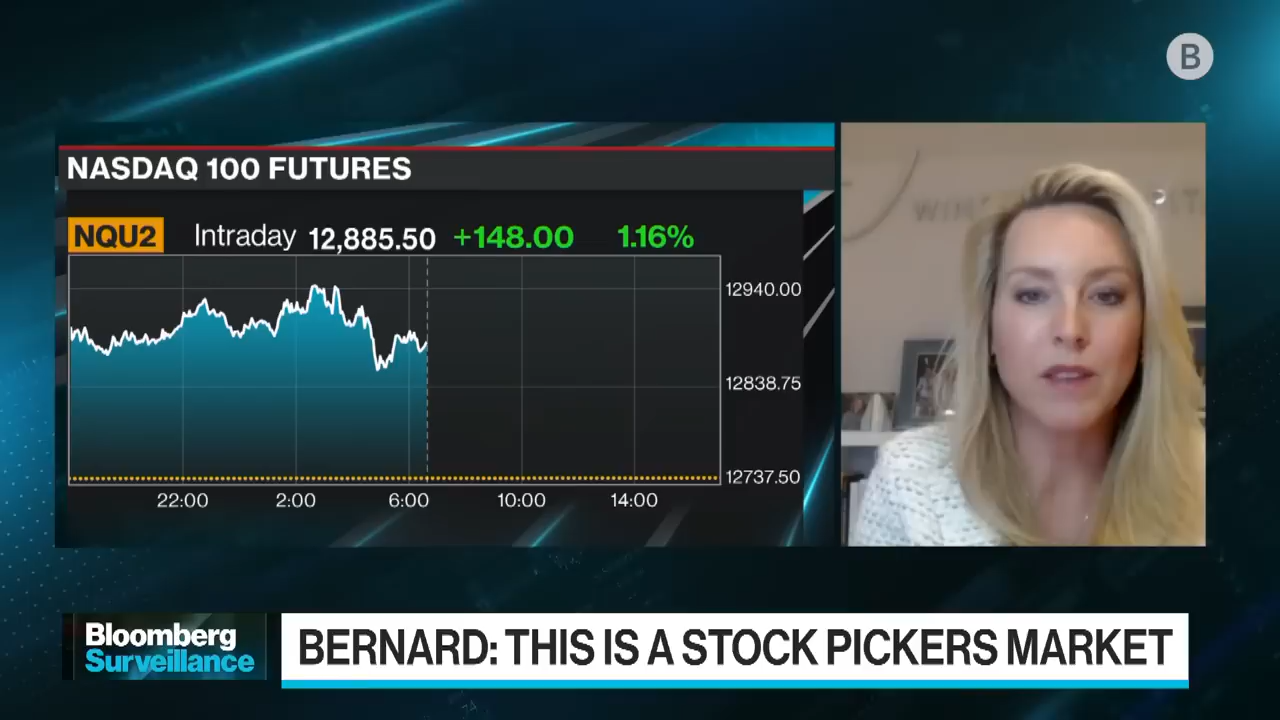 B
NASDAQ 100 FUTURES
NQU2 Intraday 12,885.50 +148.00 1.16%
12940.00
12838.75
12737.50
22:00 2:00 6:00 10:00 14:00
Bloomberg
Surveillance
BERNARD: THIS IS A STOCK PICKERS MARKET